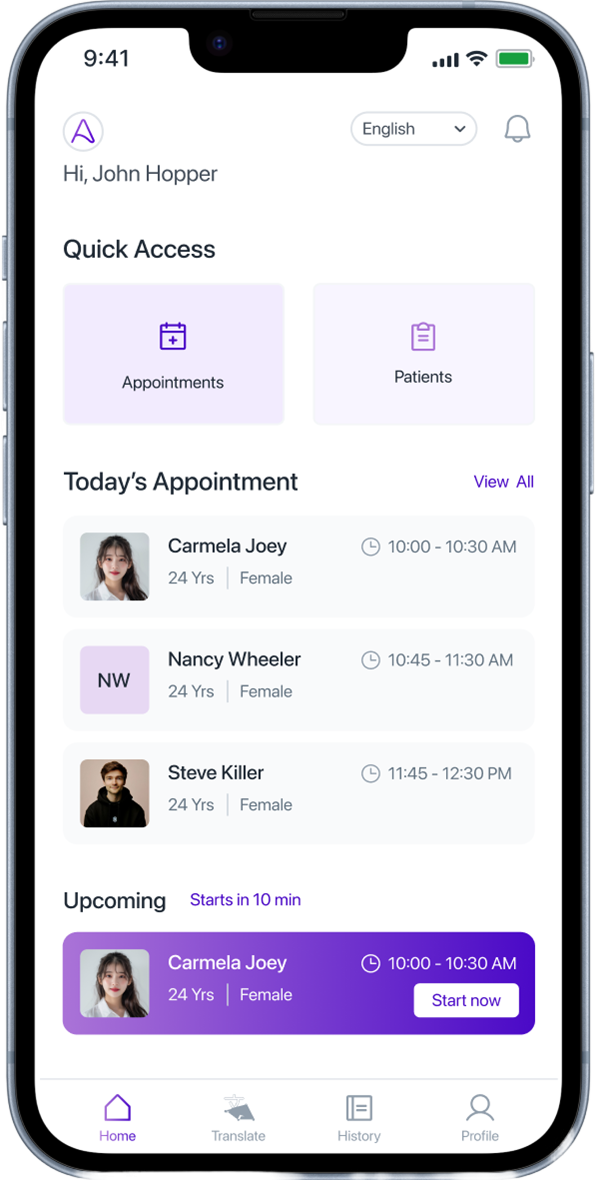 9:41
English
Hi, John Hopper
Quick Access
Appointments
Patients
Today's Appointment
View All
Carmela Joey
10:00 - 10:30 AM
24 Yrs
Female
NW
Nancy Wheeler
10:45 - 11:30 AM
24 Yrs
Female
Steve Killer
11:45 - 12:30 PM
24 Yrs
Female
Upcoming
Starts in 10 min
Carmela Joey
10:00 - 10:30 AM
24 Yrs
Female
Start now
Home
Translate
History
Profile